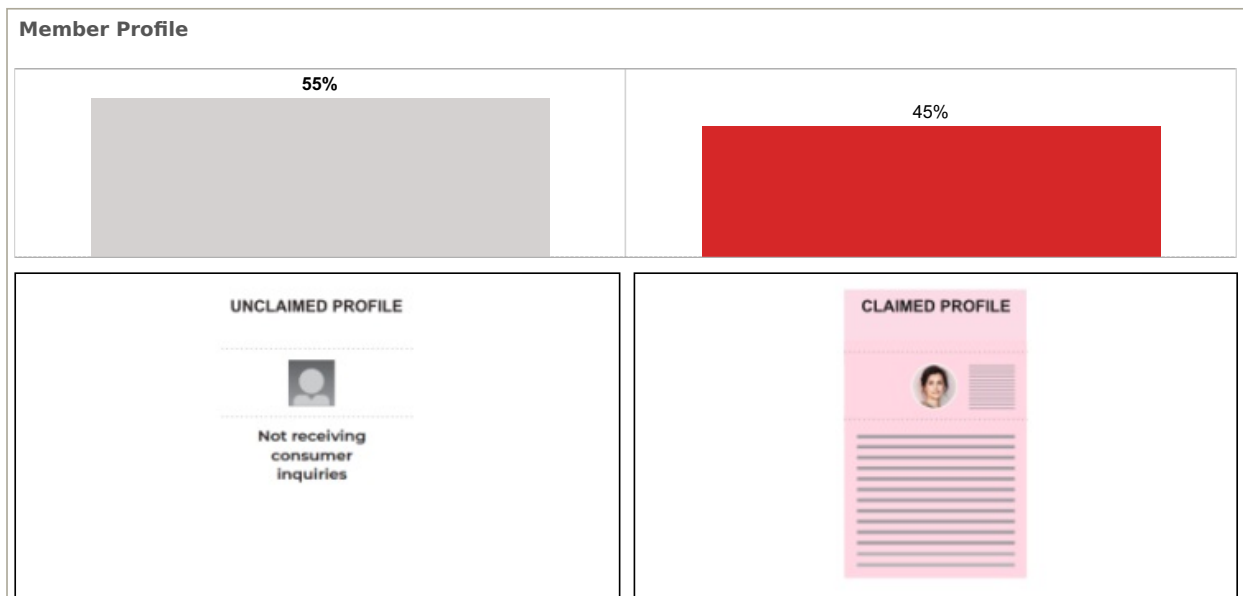 Member Profile
55%
45%
UNCLAIMED PROFILE
Not receiving
consumer
inquiries
CLAIMED PROFILE